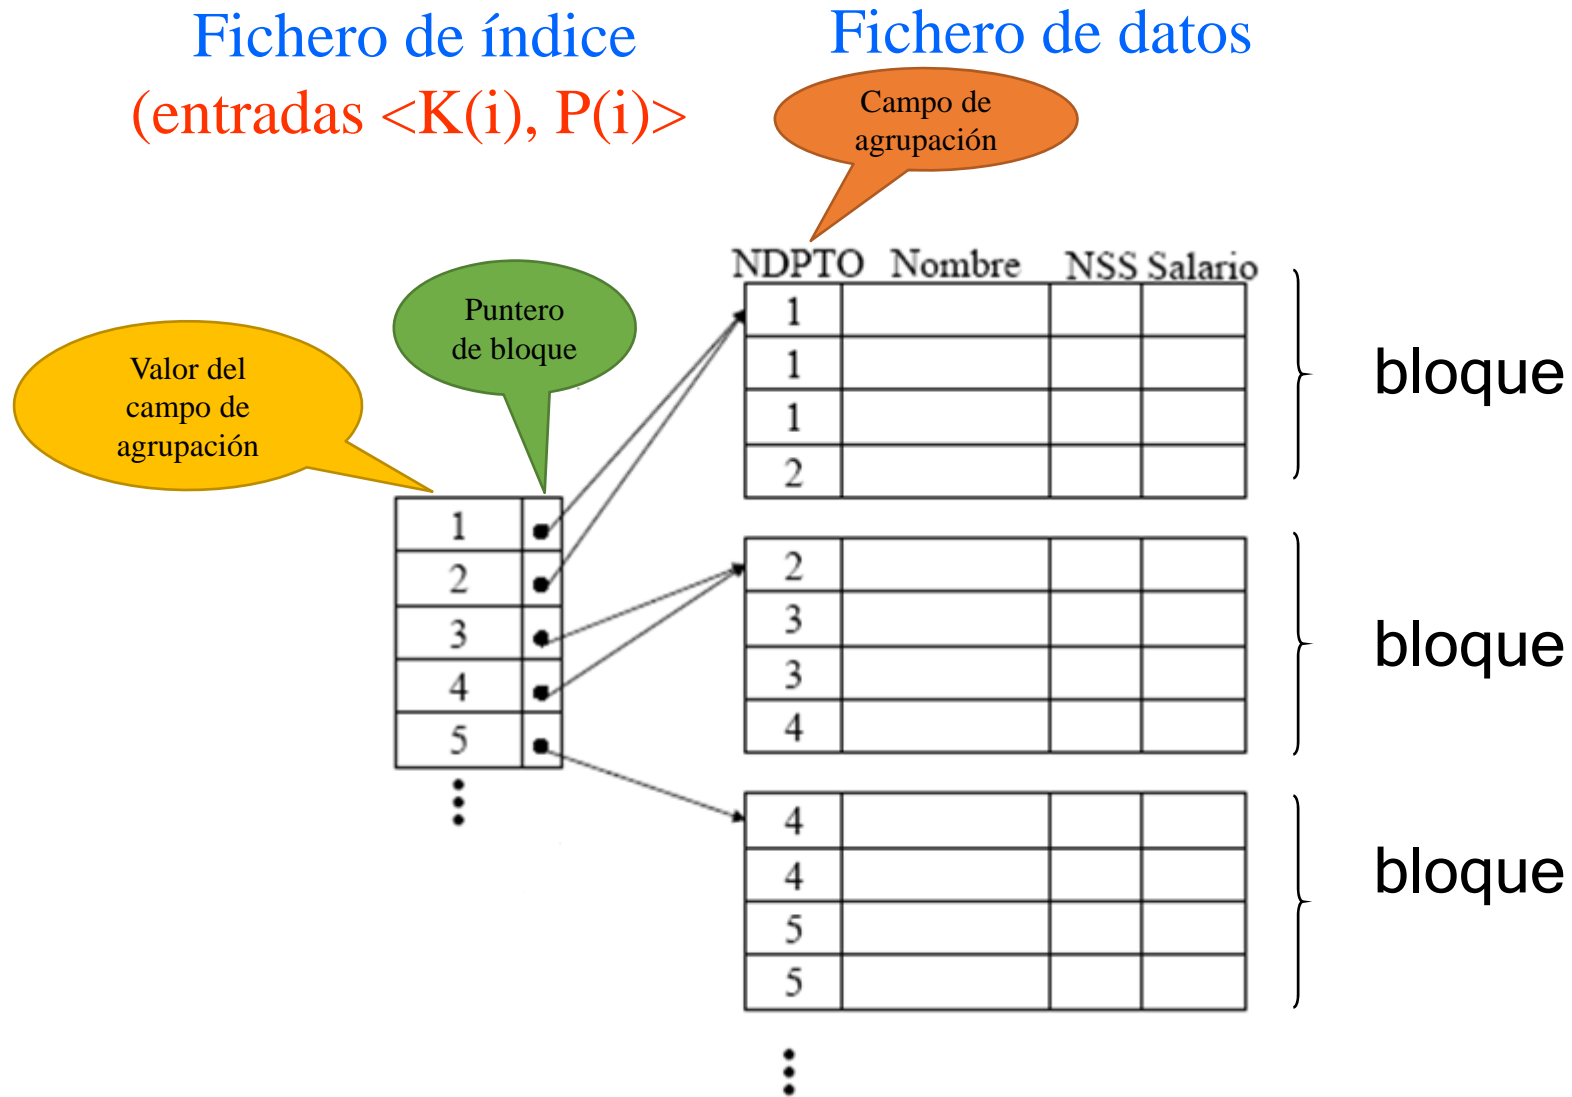 Fichero de índice
(entradas <K(i), P(i)>
Fichero de datos
Campo de
agrupación
Puntero
de bloque
Valor del
campo de
agrupación
NDPTO Nombre NSS Salario
1
1
1
2
bloque
1
2
3
4
5
2
3
3
4
bloque
4
4
5
5
bloque